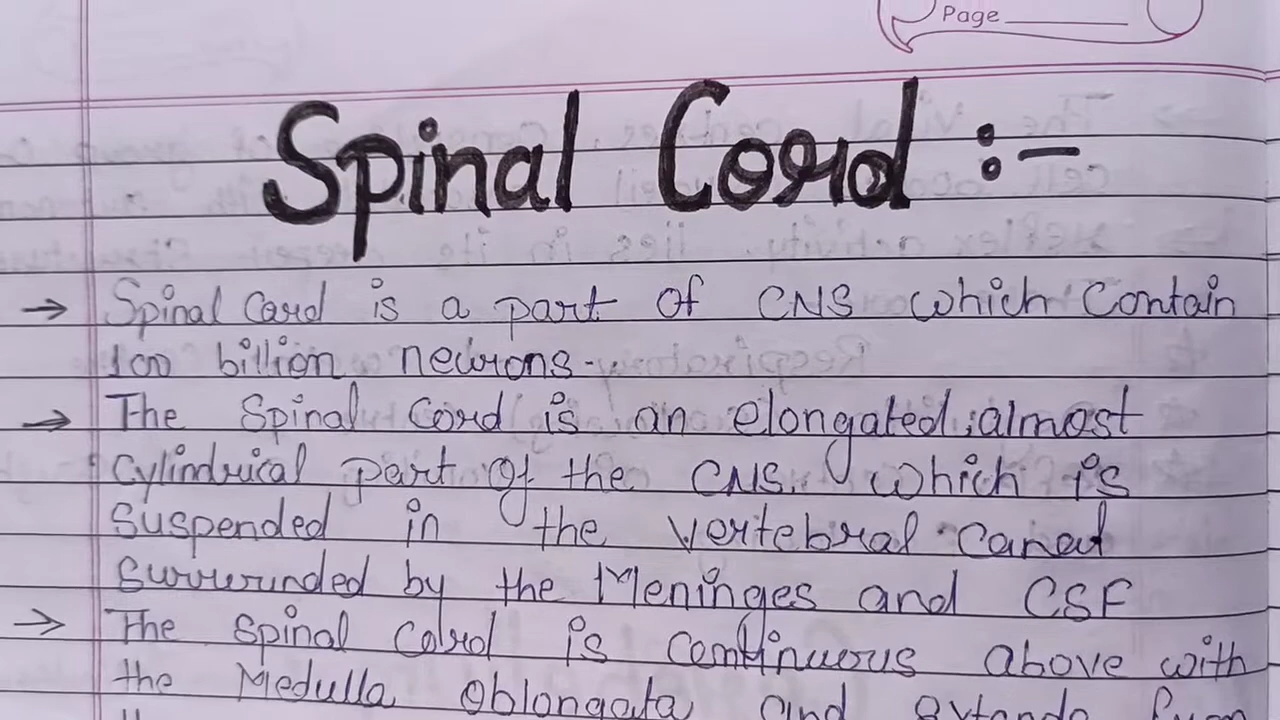 Page
Spinal Cord :-
→ Spinal Cord is a part of CNS which Contain
100 billion neurons.
→ The Spinal Cord is an elongated, almost
Cylindrical part of the CNS, which is
Suspended in the vertebral Canal
Surrounded by the Meninges and CSF
→ The Spinal Cord is continuous above with
the Medulla oblongata and extends from